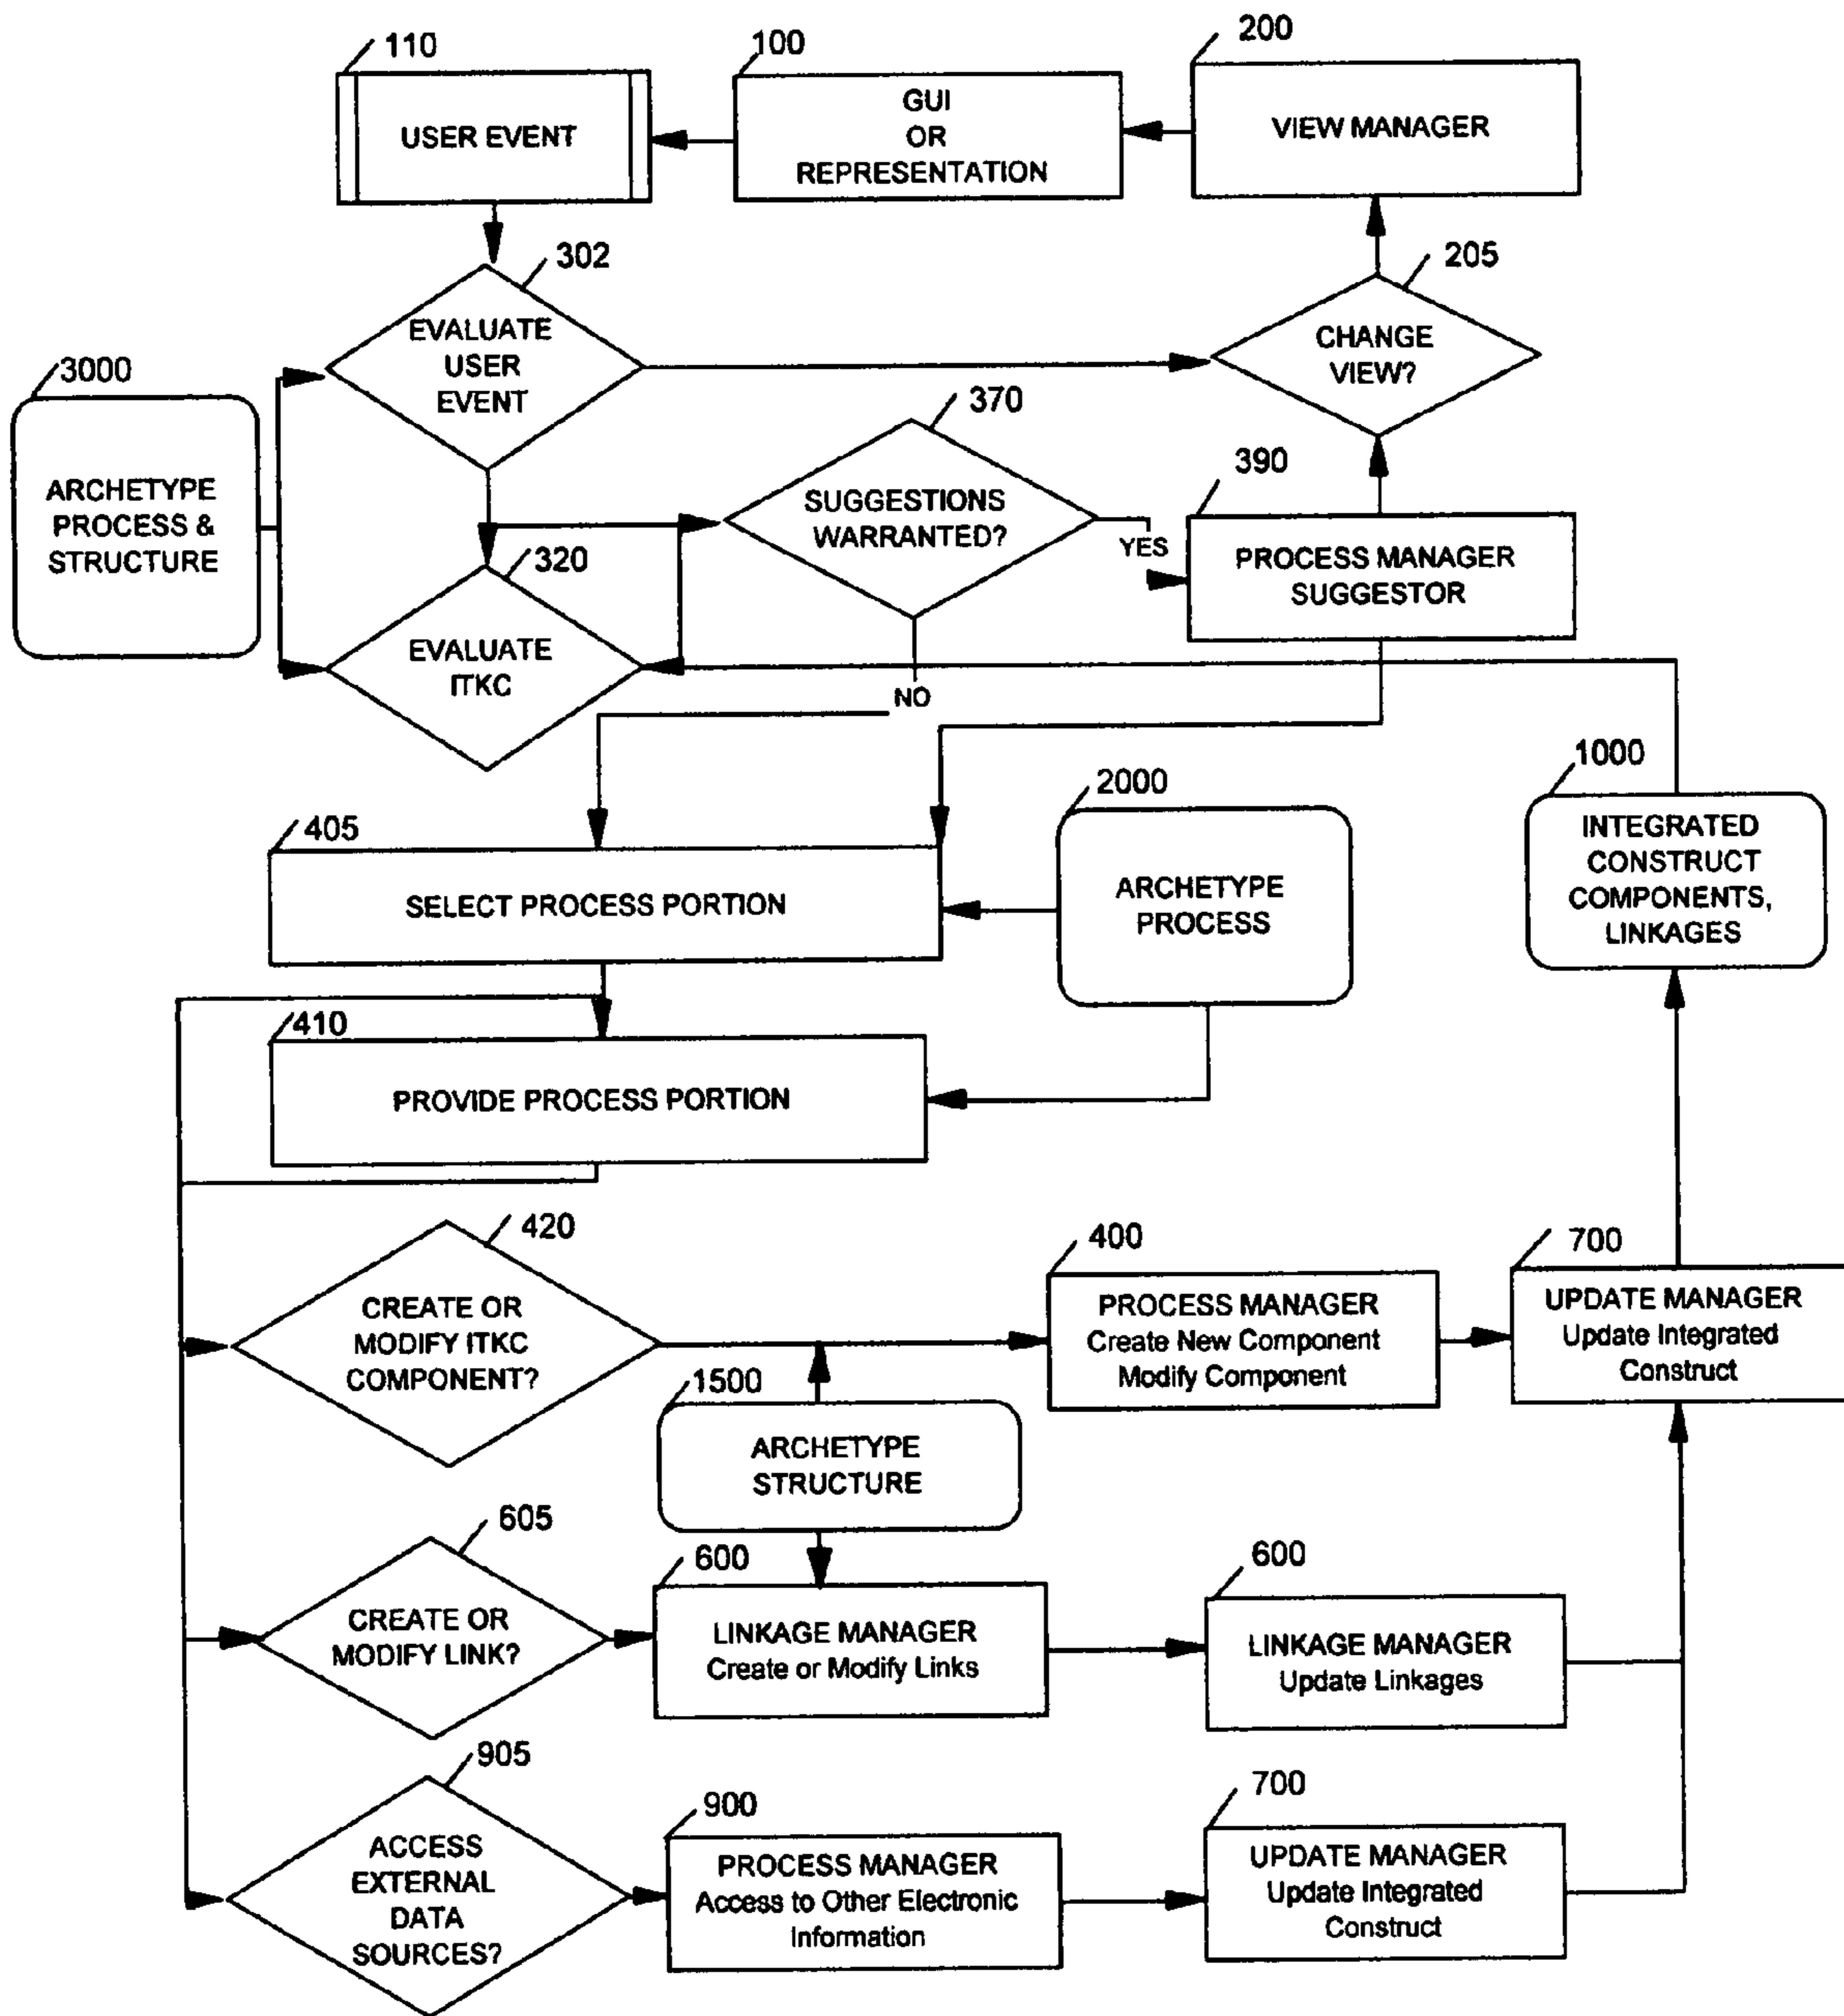 110
USER EVENT
100
GUI
OR
REPRESENTATION
200
VIEW MANAGER
302
EVALUATE
USER
EVENT
205
CHANGE
VIEW?
3000
ARCHETYPE
PROCESS &
STRUCTURE
370
SUGGESTIONS
WARRANTED?
YES
NO
390
PROCESS MANAGER
SUGGESTOR
320
EVALUATE
ITKC
405
SELECT PROCESS PORTION
2000
ARCHETYPE
PROCESS
1000
INTEGRATED
CONSTRUCT
COMPONENTS,
LINKAGES
410
PROVIDE PROCESS PORTION
420
CREATE OR
MODIFY ITKC
COMPONENT?
400
PROCESS MANAGER
Create New Component
Modify Component
700
UPDATE MANAGER
Update Integrated
Construct
1500
ARCHETYPE
STRUCTURE
605
CREATE OR
MODIFY LINK?
600
LINKAGE MANAGER
Create or Modify Links
600
LINKAGE MANAGER
Update Linkages
905
ACCESS
EXTERNAL
DATA
SOURCES?
900
PROCESS MANAGER
Access to Other Electronic
Information
700
UPDATE MANAGER
Update Integrated
Construct